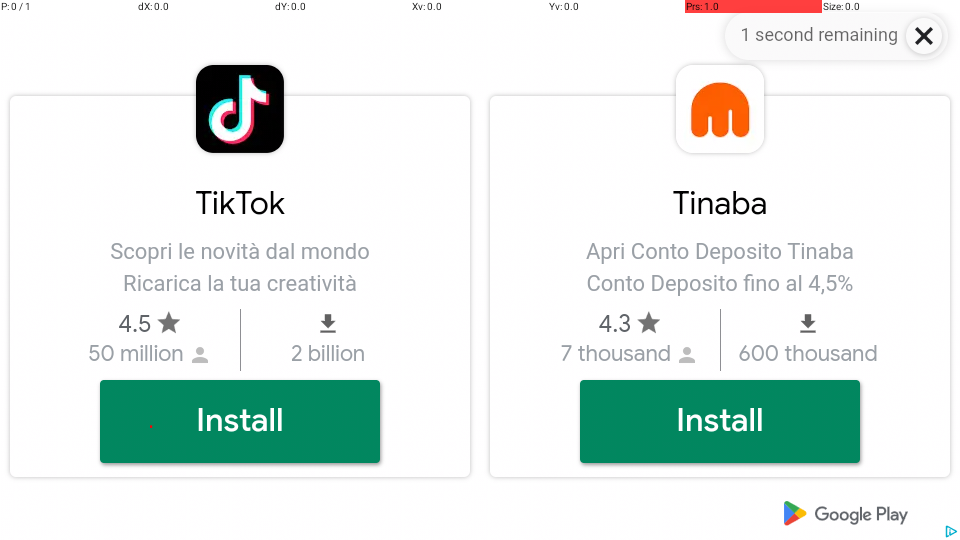 P: 0 / 1 dX: 0.0 dY: 0.0 Xv: 0.0 Yv: 0.0 Prs: 1.0 Size: 0.0
1 second remaining
TikTok
Scopri le novità dal mondo
Ricarica la tua creatività
4.5
50 million
2 billion
Install
Tinaba
Apri Conto Deposito Tinaba
Conto Deposito fino al 4,5%
4.3
7 thousand
600 thousand
Install
Google Play